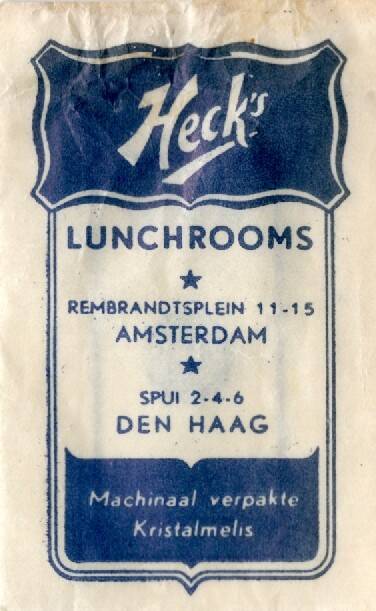 Heck's
LUNCHROOMS
REMBRANDTSPLEIN 11-15
AMSTERDAM
SPUI 2-4-6
DEN HAAG
Machinaal verpakte
Kristalmelis